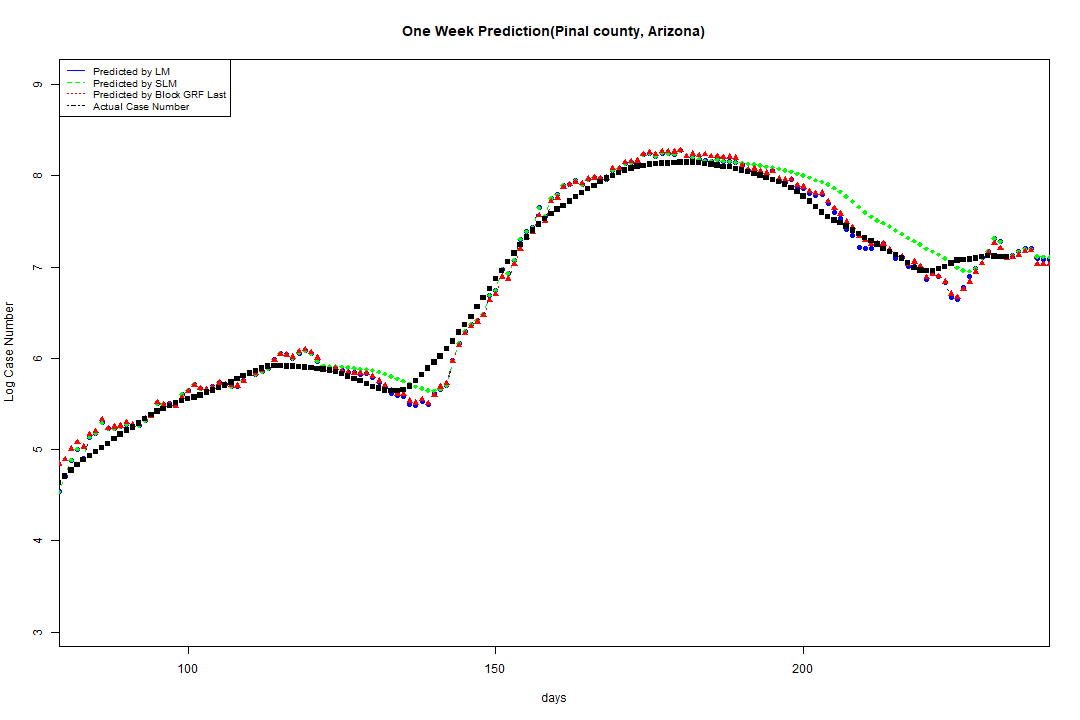 One Week Prediction(Pinal county, Arizona)
Predicted by LM
Predicted by SLM
Predicted by Block GRF Last
Actual Case Number
9
8
7
6
5
4
3
Log Case Number
100 150 200
days